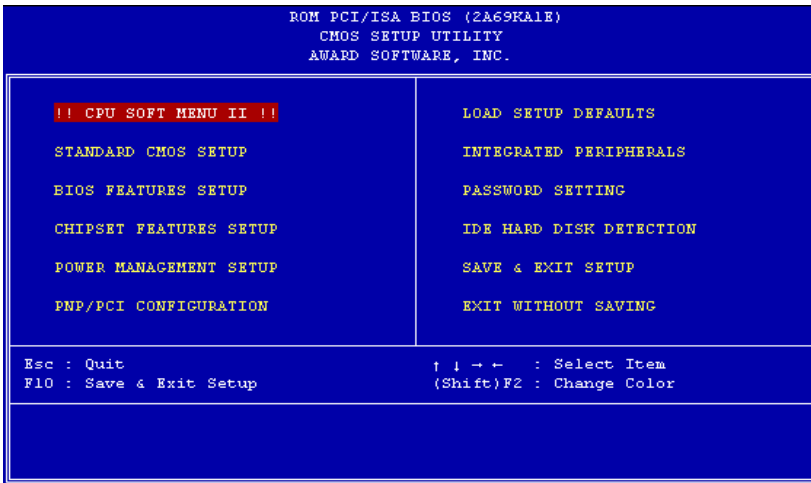 ROM PCI/ISA BIOS (2A69KA1E)
CMOS SETUP UTILITY
AWARD SOFTWARE, INC.
!! CPU SOFT MENU II !!
STANDARD CMOS SETUP
BIOS FEATURES SETUP
CHIPSET FEATURES SETUP
POWER MANAGEMENT SETUP
PNP/PCI CONFIGURATION
LOAD SETUP DEFAULTS
INTEGRATED PERIPHERALS
PASSWORD SETTING
IDE HARD DISK DETECTION
SAVE & EXIT SETUP
EXIT WITHOUT SAVING
Esc : Quit
F10 : Save & Exit Setup
↑ ↓ → ← : Select Item
(Shift)F2 : Change Color